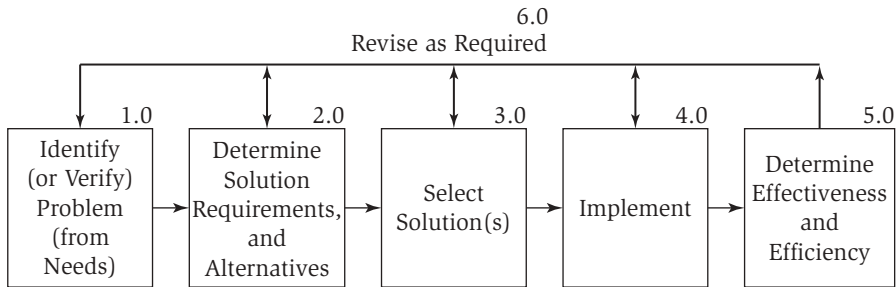 6.0
Revise as Required
1.0
Identify
(or Verify)
Problem
(from
Needs)
2.0
Determine
Solution
Requirements,
and
Alternatives
3.0
Select
Solution(s)
4.0
Implement
5.0
Determine
Effectiveness
and
Efficiency